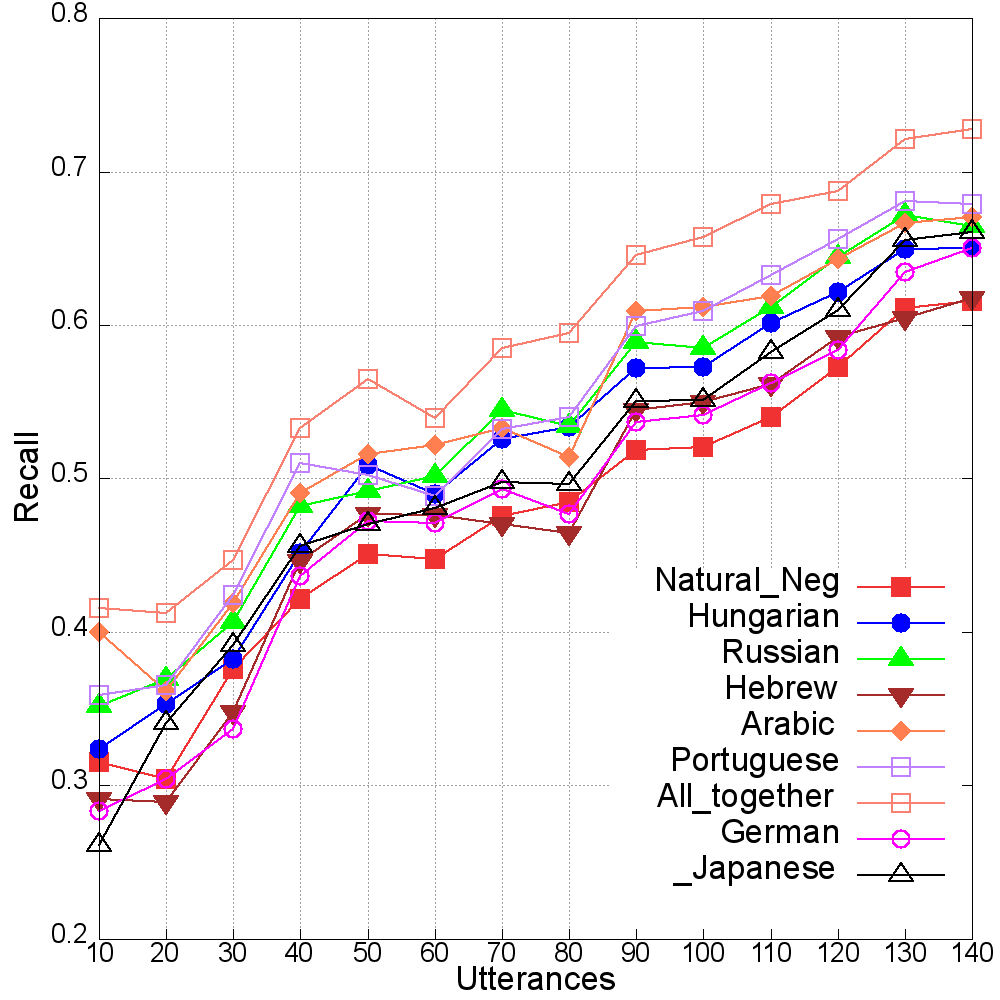 0.8
0.7
0.6
0.5
0.4
0.3
0.2
Recall
Natural_Neg
Hungarian
Russian
Hebrew
Arabic
Portuguese
All_together
German
_Japanese
10 20 30 40 50 60 70 80 90 100 110 120 130 140
Utterances